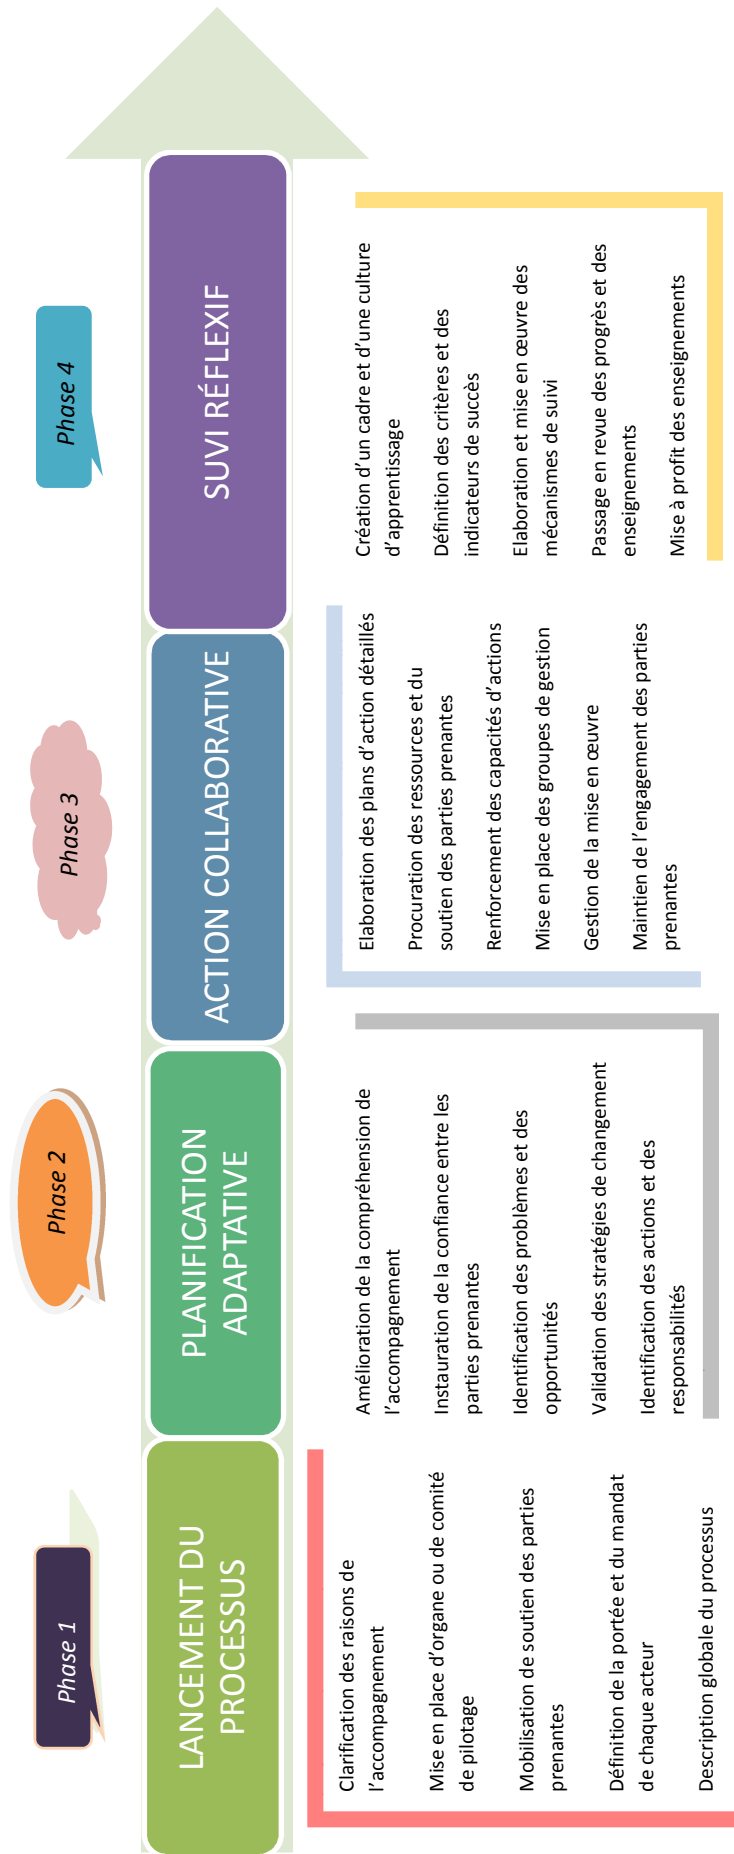 Phase 1
LANCEMENT DU
PROCESSUS
Clarification des raisons de
l'accompagnement
Mise en place d'organe ou de comité
de pilotage
Mobilisation de soutien des parties
prenantes
Définition de la portée et du mandat
de chaque acteur
Description globale du processus
Phase 2
PLANIFICATION
ADAPTATIVE
Amélioration de la compréhension de
l'accompagnement
Instauration de la confiance entre les
parties prenantes
Identification des problèmes et des
opportunités
Validation des stratégies de changement
Identification des actions et des
responsabilités
Phase 3
ACTION COLLABORATIVE
Elaboration des plans d'action détaillés
Procuration des ressources et du
soutien des parties prenantes
Renforcement des capacités d'actions
Mise en place des groupes de gestion
Gestion de la mise en œuvre
Maintien de l'engagement des parties
prenantes
Phase 4
SUVI RÉFLEXIF
Création d'un cadre et d'une culture
d'apprentissage
Définition des critères et des
indicateurs de succès
Elaboration et mise en œuvre des
mécanismes de suivi
Passage en revue des progrès et des
enseignements
Mise à profit des enseignements